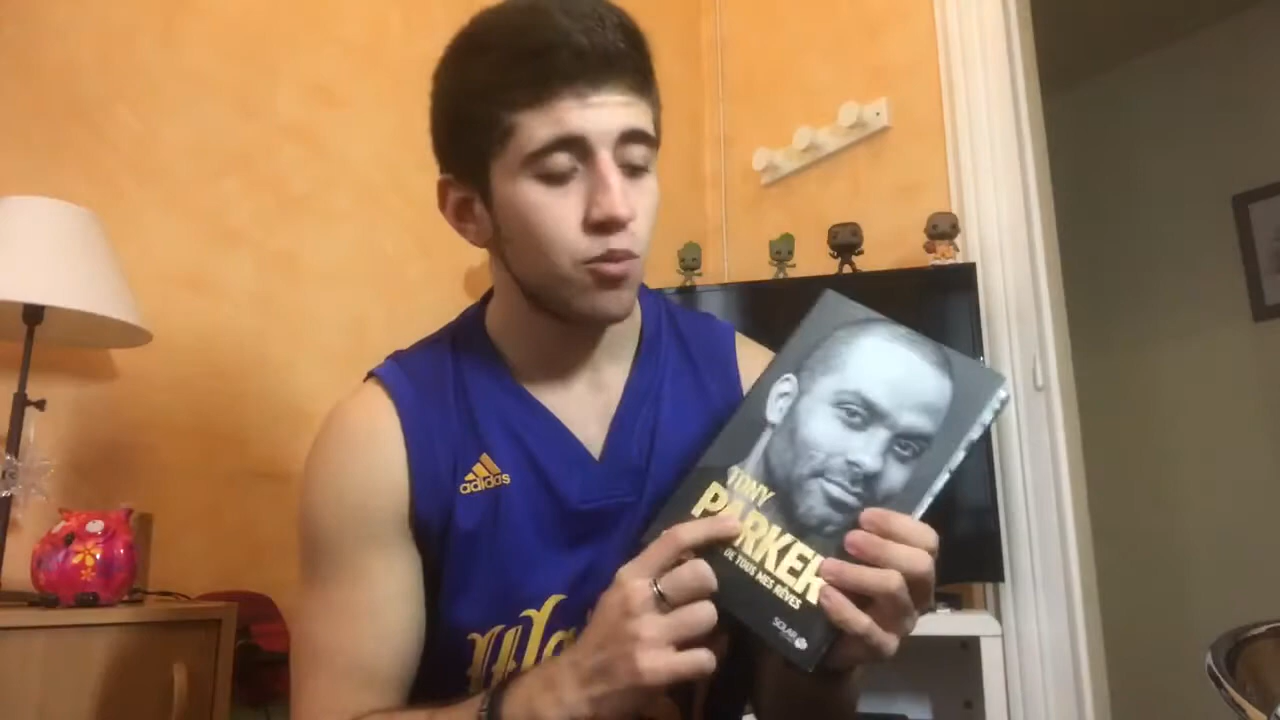 adidas
TONY
PARKER
DE TOUS MES RÊVES
SOLAR